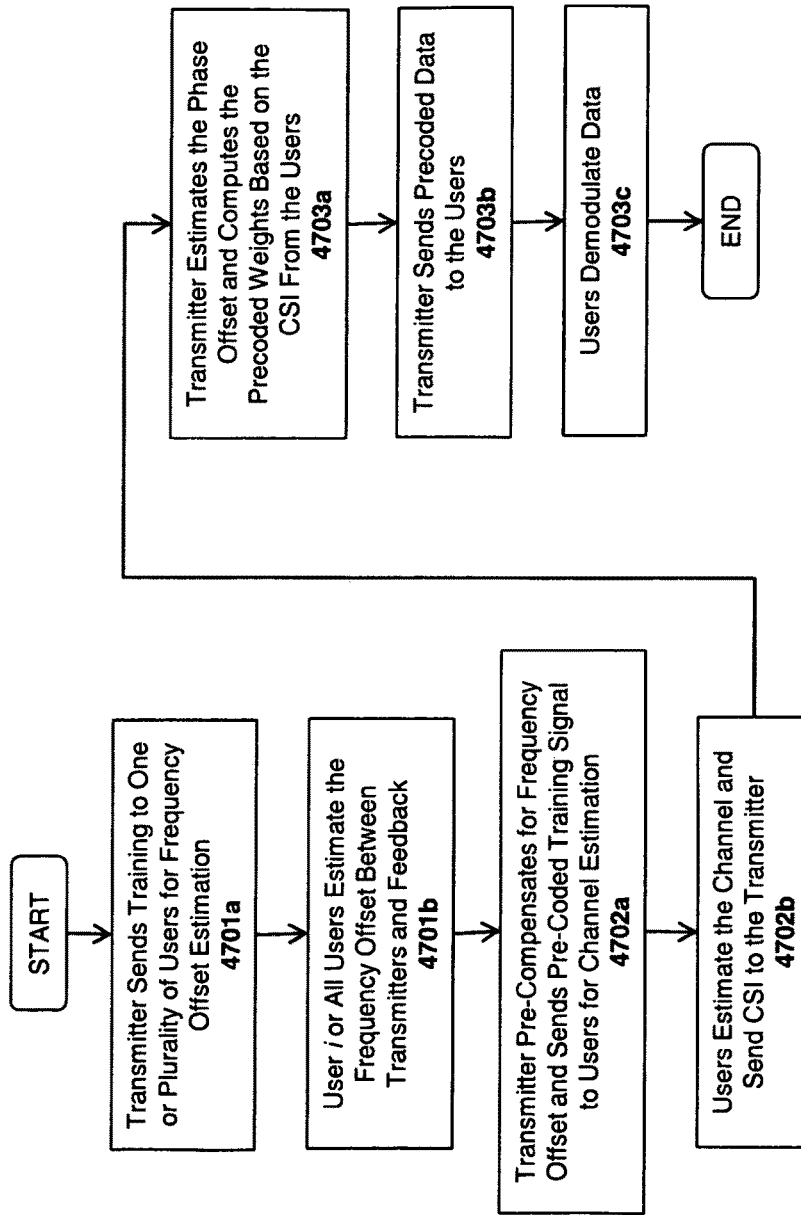 START
Transmitter Sends Training to One
or Plurality of Users for Frequency
Offset Estimation
4701a
User i or All Users Estimate the
Frequency Offset Between
Transmitters and Feedback
4701b
Transmitter Pre-Compensates for Frequency
Offset and Sends Pre-Coded Training Signal
to Users for Channel Estimation
4702a
Users Estimate the Channel and
Send CSI to the Transmitter
4702b
Transmitter Estimates the Phase
Offset and Computes the
Precoded Weights Based on the
CSI From the Users
4703a
Transmitter Sends Precoded Data
to the Users
4703b
Users Demodulate Data
4703c
END